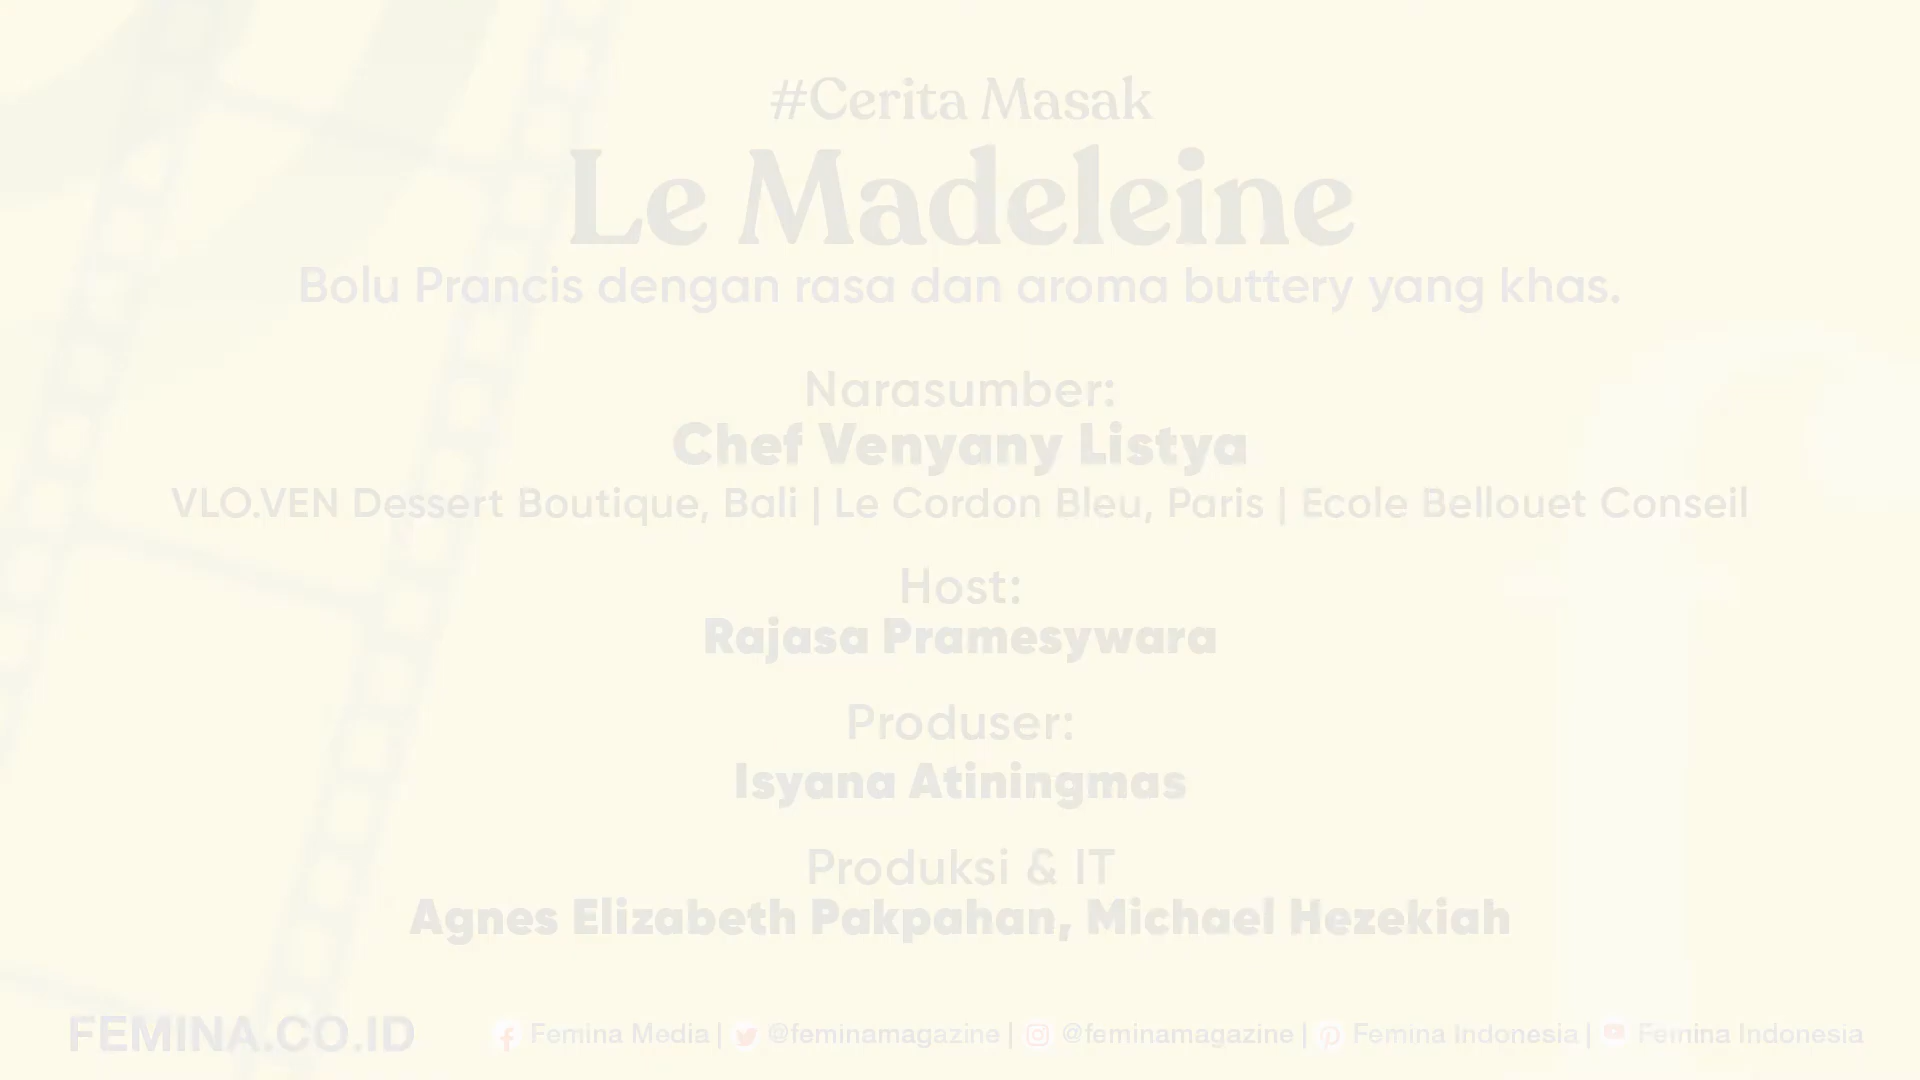 #Cerita Masak
Le Madeleine
Bolu Prancis dengan rasa dan aroma buttery yang khas.
Narasumber:
Chef Venyany Listya
VLO.VEN Dessert Boutique, Bali | Le Cordon Bleu, Paris | Ecole Bellouet Conseil
Host:
Rajasa Pramesywara
Produser:
Isyana Atiningmas
Produksi & IT
Agnes Elizabeth Pakpahan, Michael Hezekiah
FEMINA.CO.ID Femina Media | @feminamagazine | @feminamagazine | Femina Indonesia | Femina Indonesia